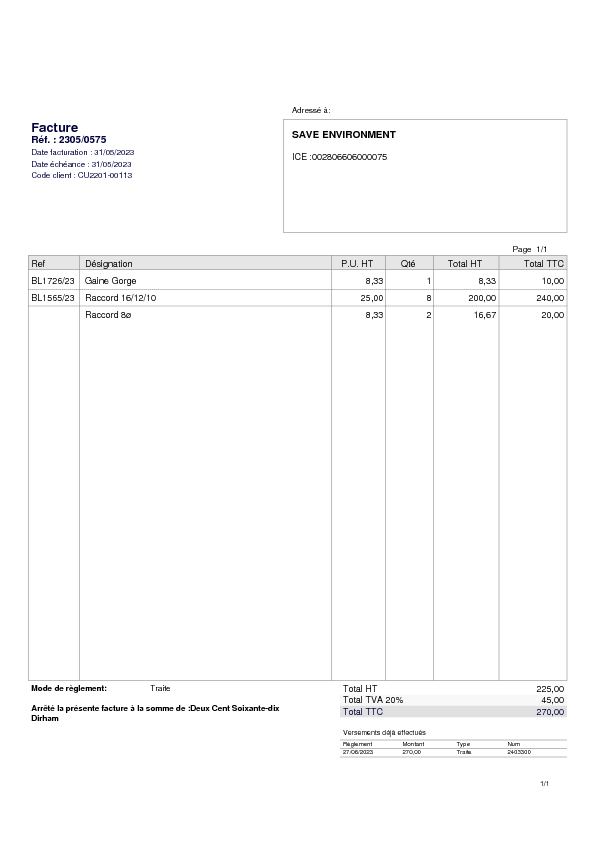 Adressé à:
Facture
Réf. : 2305/0575
Date facturation : 31/05/2023
Date échéance : 31/05/2023
Code client : CU2201-00113
SAVE ENVIRONMENT
ICE :002806606000075
Page 1/1
Ref Désignation P.U. HT Qté Total HT Total TTC
BL1726/23 Gaine Gorge 8,33 1 8,33 10,00
BL1565/23 Raccord 16/12/10 25,00 8 200,00 240,00
Raccord 8ø 8,33 2 16,67 20,00
Mode de règlement: Traite
Arrêté la présente facture à la somme de :Deux Cent Soixante-dix
Dirham
Total HT 225,00
Total TVA 20% 45,00
Total TTC 270,00
Versements déjà effectués
Règlement Montant Type Num
27/06/2023 270,00 Traite 2403300
1/1